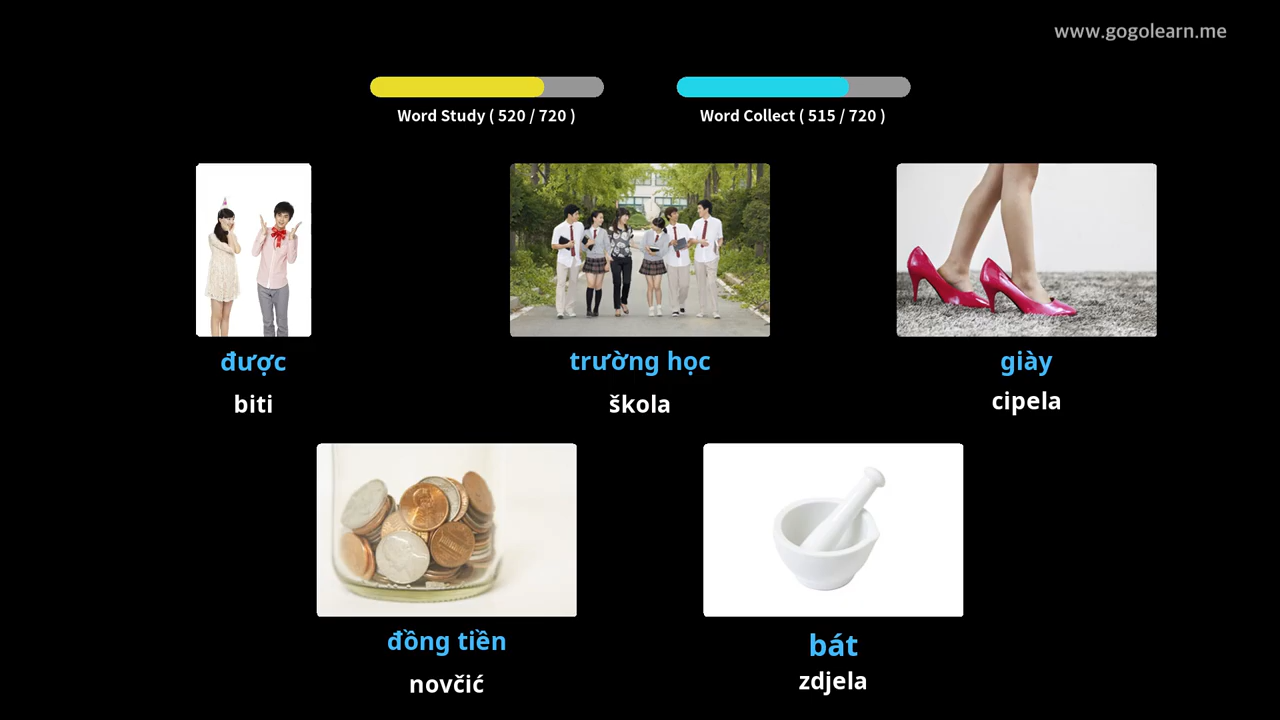 www.gogolearn.me
Word Study ( 520 / 720 )
Word Collect ( 515 / 720 )
được
trường học
giày
biti
škola
cipela
đồng tiền
bát
novčić
zdjela